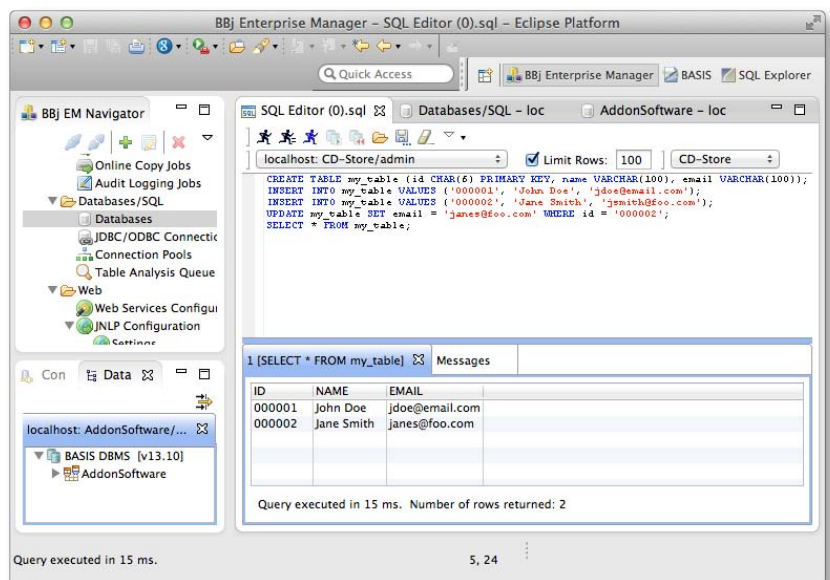 BBj Enterprise Manager – SQL Editor (0).sql – Eclipse Platform
Quick Access
BBj Enterprise Manager
BASIS
SQL Explorer
BBj EM Navigator
Online Copy Jobs
Audit Logging Jobs
Databases/SQL
Databases
JDBC/ODBC Connectic
Connection Pools
Table Analysis Queue
Web
Web Services Configui
JNLP Configuration
Settings
Con
Data
localhost: AddonSoftware/...
BASIS DBMS [v13.10]
AddonSoftware
SQL Editor (0).sql
Databases/SQL – loc
AddonSoftware – loc
localhost: CD-Store/admin
Limit Rows: 100
CD-Store
CREATE TABLE my_table (id CHAR(6) PRIMARY KEY, name VARCHAR(100), email VARCHAR(100));
INSERT INTO my_table VALUES ('000001', 'John Doe', 'jdoe@email.com');
INSERT INTO my_table VALUES ('000002', 'Jane Smith', 'jsmith@foo.com');
UPDATE my_table SET email = 'janes@foo.com' WHERE id = '000002';
SELECT * FROM my_table;
1 [SELECT * FROM my_table]
Messages
ID NAME EMAIL
000001 John Doe jdoe@email.com
000002 Jane Smith janes@foo.com
Query executed in 15 ms. Number of rows returned: 2
Query executed in 15 ms.
5, 24